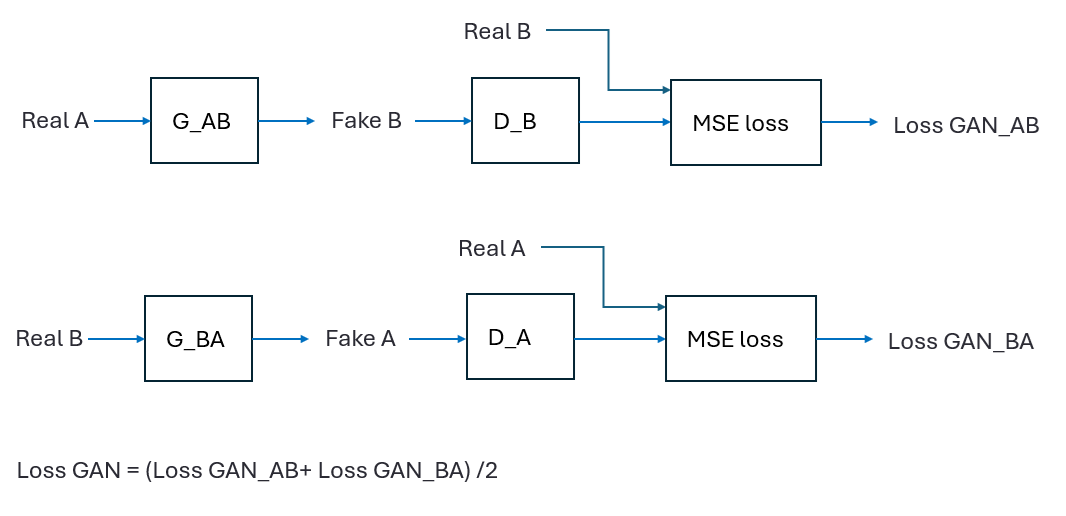 Real B
Real A
G_AB
Fake B
D_B
MSE loss
Loss GAN_AB
Real A
Real B
G_BA
Fake A
D_A
MSE loss
Loss GAN_BA
Loss GAN = (Loss GAN_AB+ Loss GAN_BA) /2